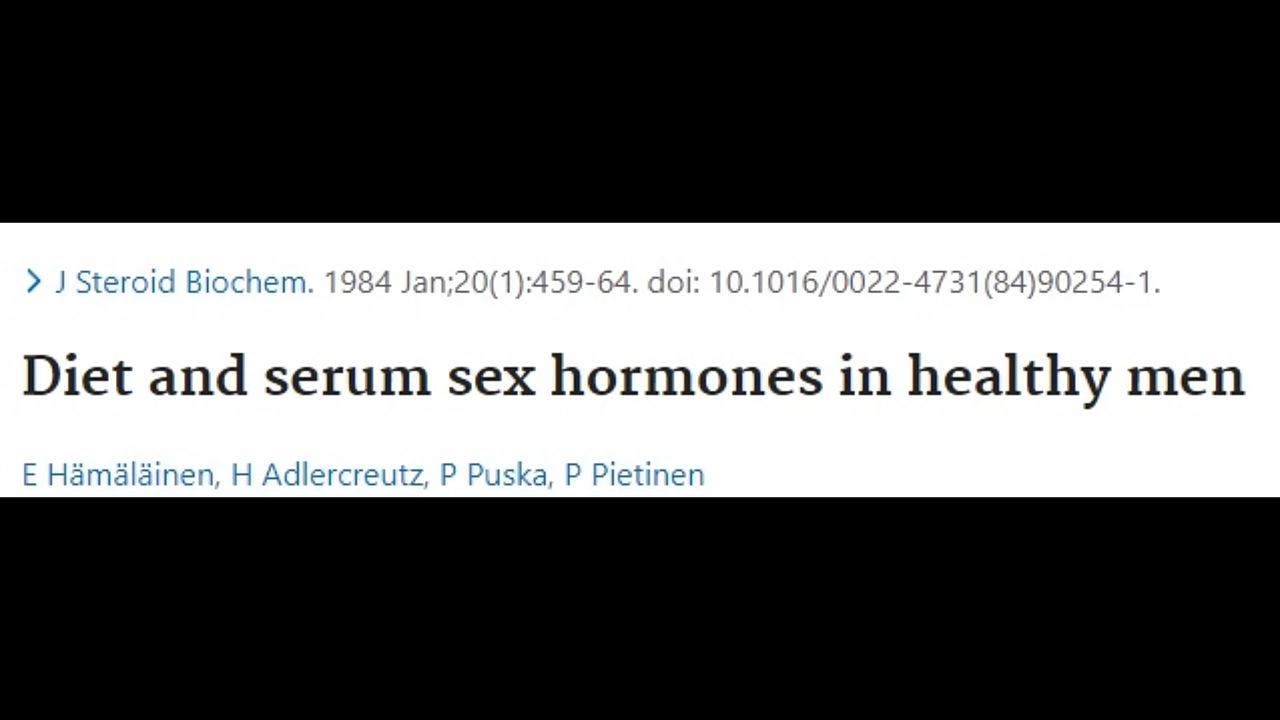 J Steroid Biochem. 1984 Jan;20(1):459-64. doi: 10.1016/0022-4731(84)90254-1.
Diet and serum sex hormones in healthy men
E Hämäläinen, H Adlercreutz, P Puska, P Pietinen